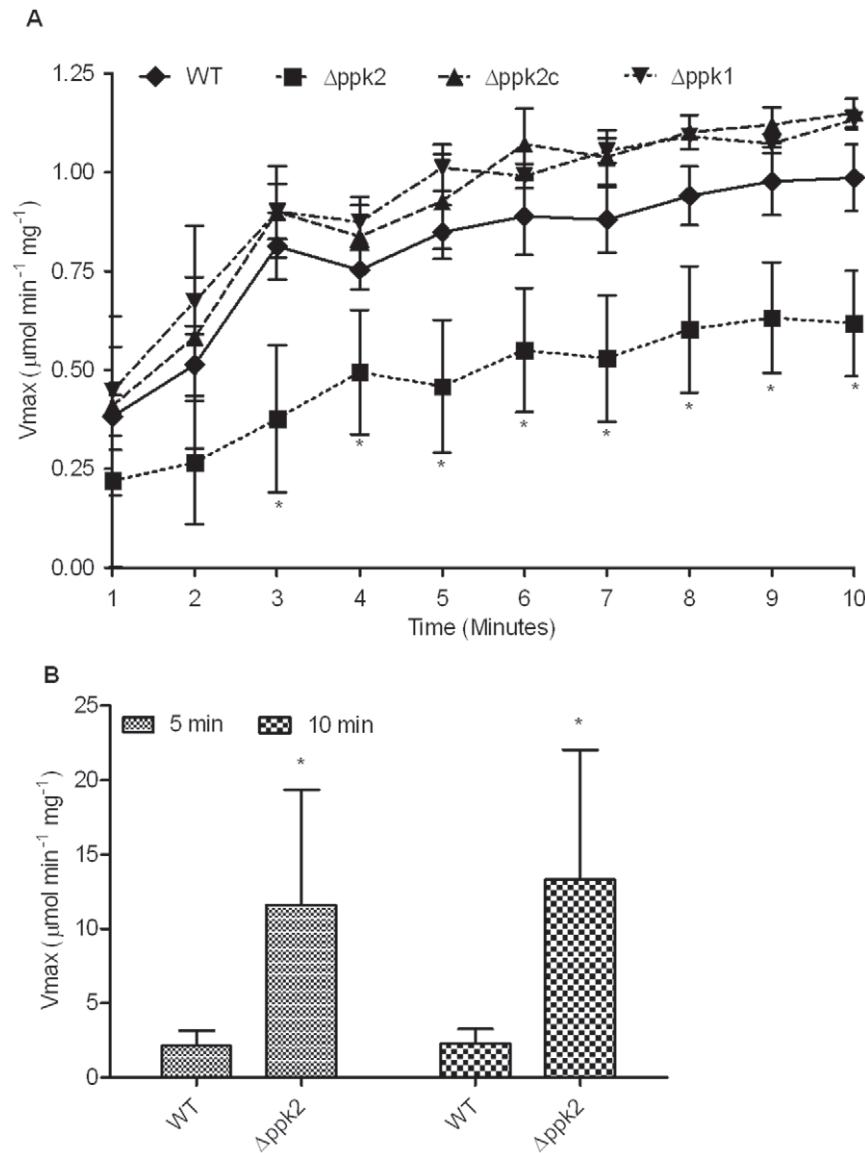 A
WT Δppk2 Δppk2c Δppk1
1.25
1.00
0.75
0.50
0.25
0.00
Vmax ( μmol min⁻¹ mg⁻¹)
* * * * * * * *
1 2 3 4 5 6 7 8 9 10
Time (Minutes)
B
5 min 10 min
25
20
15
10
5
0
Vmax ( μmol min⁻¹ mg⁻¹)
* *
WT Δppk2 WT Δppk2